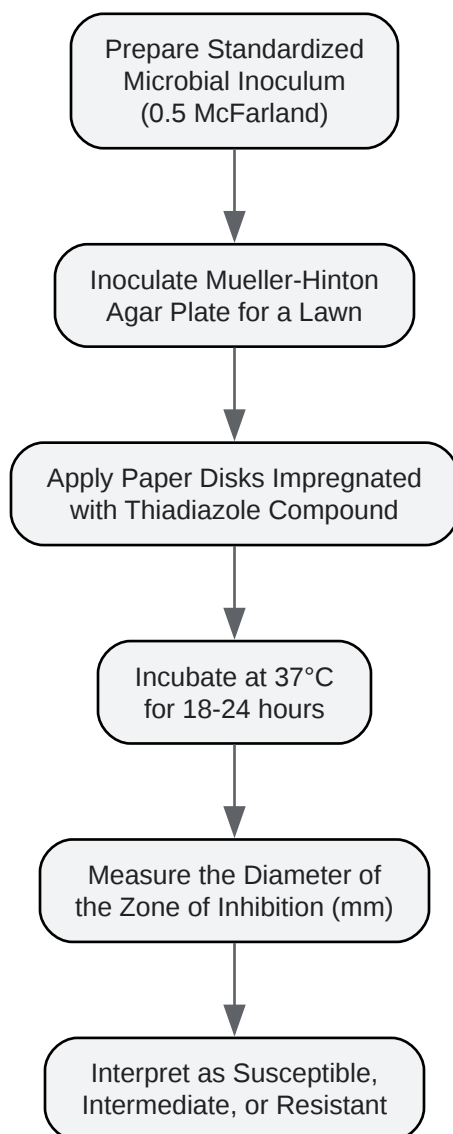 Prepare Standardized
Microbial Inoculum
(0.5 McFarland)
Inoculate Mueller-Hinton
Agar Plate for a Lawn
Apply Paper Disks Impregnated
with Thiadiazole Compound
Incubate at 37°C
for 18-24 hours
Measure the Diameter of
the Zone of Inhibition (mm)
Interpret as Susceptible,
Intermediate, or Resistant